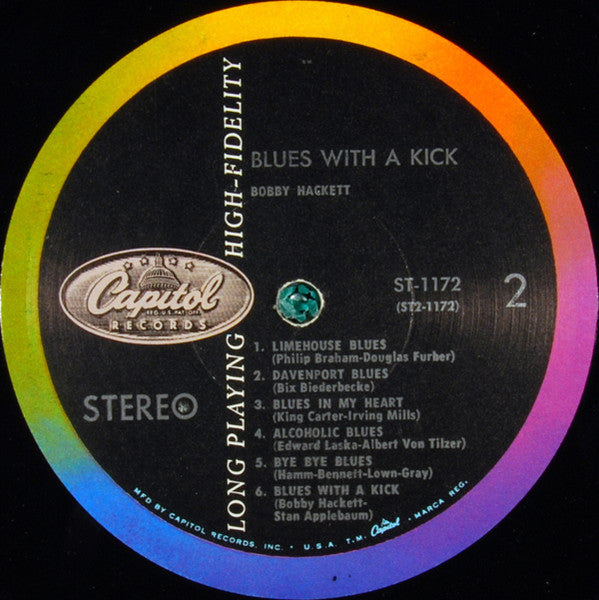 BLUES WITH A KICK
BOBBY HACKETT
LONG PLAYING HIGH-FIDELITY
Capitol
REG. U.S. PAT. OFF.
RECORDS
ST-1172
(ST2-1172)
2
STEREO
1. LIMEHOUSE BLUES
(Philip Braham-Douglas Furber)
2. DAVENPORT BLUES
(Bix Biederbecke)
3. BLUES IN MY HEART
(King Carter-Irving Mills)
4. ALCOHOLIC BLUES
(Edward Laska-Albert Von Tilzer)
5. BYE BYE BLUES
(Hamm-Bennett-Lown-Gray)
6. BLUES WITH A KICK
(Bobby Hackett-
Stan Applebaum)
MFD BY CAPITOL RECORDS, INC. • U.S.A. T.M. Capitol • MARCA REG.